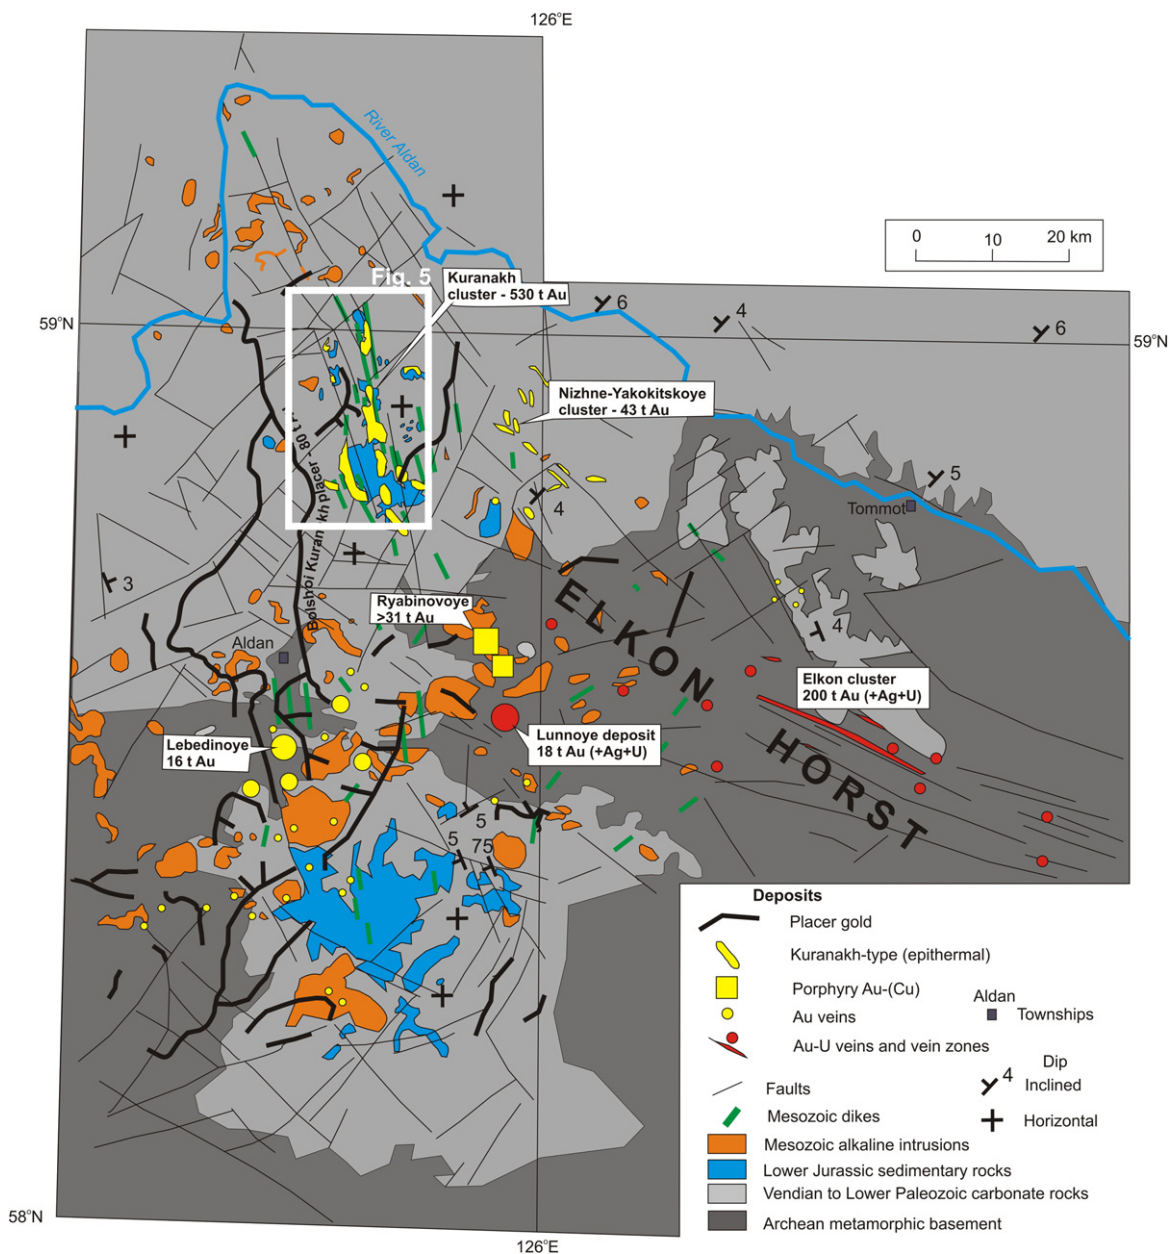 126°E
River Aldan
0 10 20 km
Fig. 5
Kuranakh
cluster - 530 t Au
6
4
6
59°N
59°N
Nizhne-Yakokitskoye
cluster - 43 t Au
Bolshoi Kuranakh placer - 80 t
5
Tommot
4
3
ELKON
HORST
Ryabinovoye
>31 t Au
Aldan
4
Elkon cluster
200 t Au (+Ag+U)
Lunnoye deposit
18 t Au (+Ag+U)
Lebedinoye
16 t Au
5
5
75
Deposits
Placer gold
Kuranakh-type (epithermal)
Porphyry Au-(Cu)
Au veins
Au-U veins and vein zones
Aldan
Townships
Dip
4 Inclined
Horizontal
Faults
Mesozoic dikes
Mesozoic alkaline intrusions
Lower Jurassic sedimentary rocks
Vendian to Lower Paleozoic carbonate rocks
Archean metamorphic basement
58°N
126°E